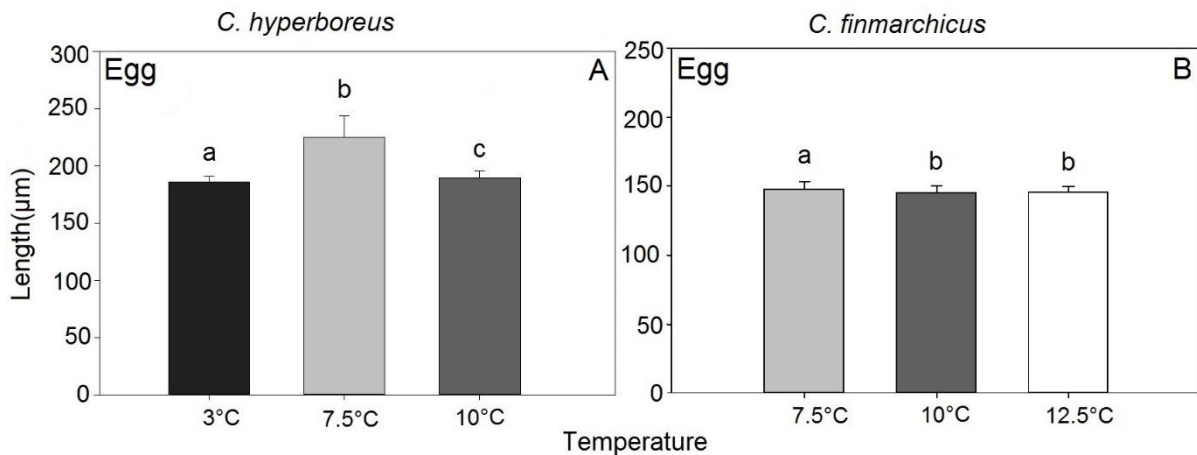 C. hyperboreus
C. finmarchicus
Egg
A
Length(µm)
300
250
200
150
100
50
0
a
b
c
3°C
7.5°C
10°C
Egg
B
250
200
150
100
50
0
a
b
b
7.5°C
10°C
12.5°C
Temperature